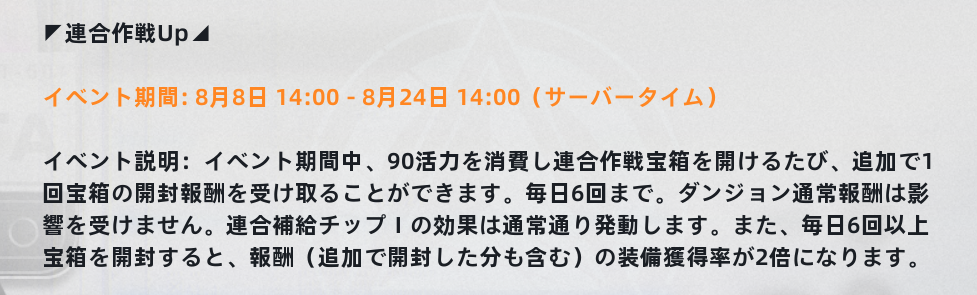 ◤連合作戦Up◢
イベント期間: 8月8日 14:00 - 8月24日 14:00（サーバータイム）
イベント説明：イベント期間中、90活力を消費し連合作戦宝箱を開けるたび、追加で1
回宝箱の開封報酬を受け取ることができます。毎日6回まで。ダンジョン通常報酬は影
響を受けません。連合補給チップⅠの効果は通常通り発動します。また、毎日6回以上
宝箱を開封すると、報酬（追加で開封した分も含む）の装備獲得率が2倍になります。